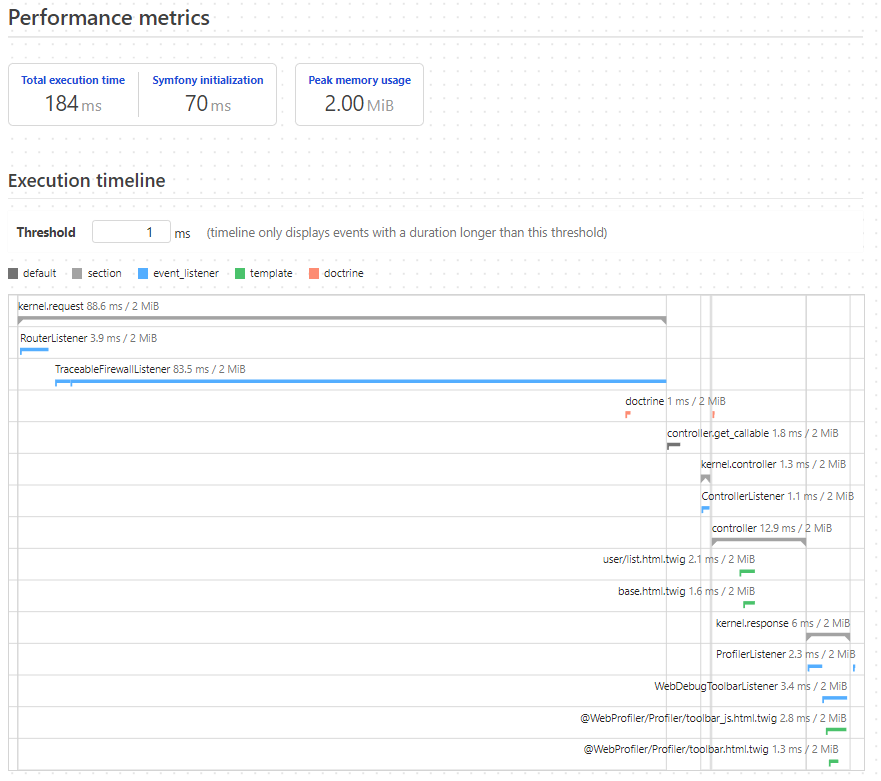 Performance metrics
Total execution time Symfony initialization Peak memory usage
184 ms 70 ms 2.00 MiB
Execution timeline
Threshold 1 ms (timeline only displays events with a duration longer than this threshold)
default section event_listener template doctrine
kernel.request 88.6 ms / 2 MiB
RouterListener 3.9 ms / 2 MiB
TraceableFirewallListener 83.5 ms / 2 MiB
doctrine 1 ms / 2 MiB
controller.get_callable 1.8 ms / 2 MiB
kernel.controller 1.3 ms / 2 MiB
ControllerListener 1.1 ms / 2 MiB
controller 12.9 ms / 2 MiB
user/list.html.twig 2.1 ms / 2 MiB
base.html.twig 1.6 ms / 2 MiB
kernel.response 6 ms / 2 MiB
ProfilerListener 2.3 ms / 2 MiB
WebDebugToolbarListener 3.4 ms / 2 MiB
@WebProfiler/Profiler/toolbar_js.html.twig 2.8 ms / 2 MiB
@WebProfiler/Profiler/toolbar.html.twig 1.3 ms / 2 MiB